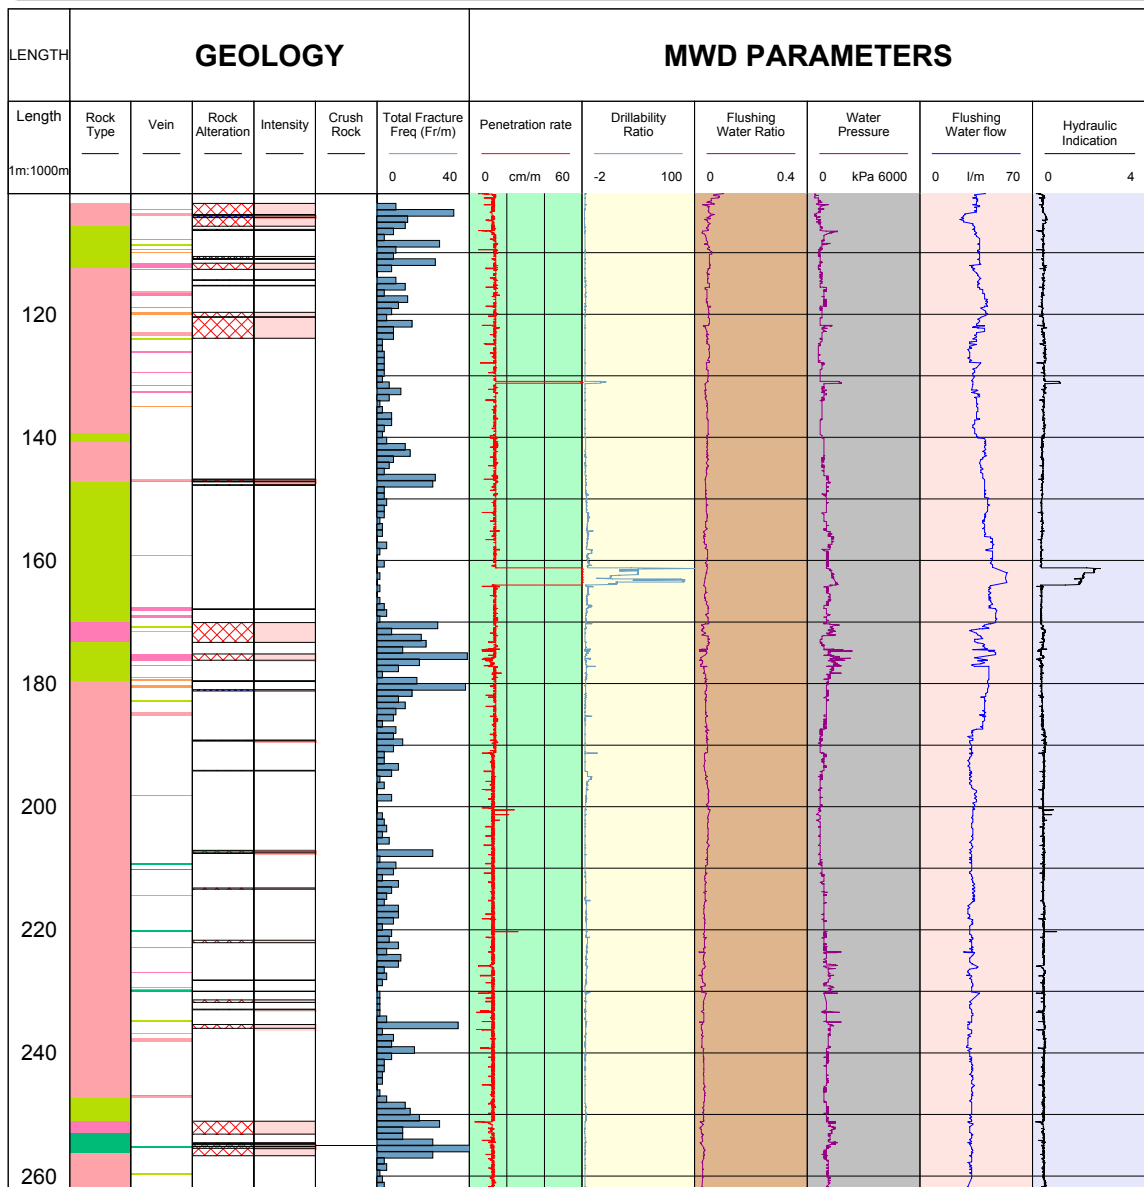 LENGTH
GEOLOGY
MWD PARAMETERS
Length
1m:1000m
Rock
Type
Vein
Rock
Alteration
Intensity
Crush
Rock
Total Fracture
Freq (Fr/m)
0 40
Penetration rate
0 cm/m 60
Drillability
Ratio
-2 100
Flushing
Water Ratio
0 0.4
Water
Pressure
0 kPa 6000
Flushing
Water flow
0 l/m 70
Hydraulic
Indication
0 4
120
140
160
180
200
220
240
260